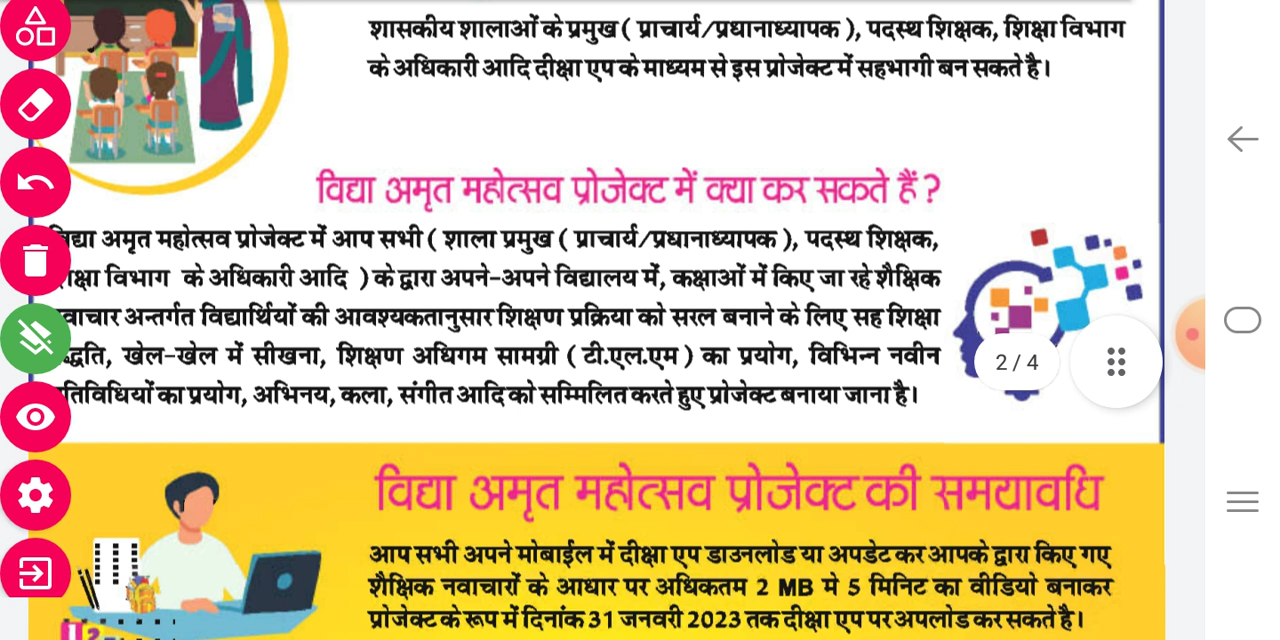 शासकीय शालाओं के प्रमुख ( प्राचार्य/प्रधानाध्यापक ), पदस्थ शिक्षक, शिक्षा विभाग
के अधिकारी आदि दीक्षा एप के माध्यम से इस प्रोजेक्ट में सहभागी बन सकते है।
विद्या अमृत महोत्सव प्रोजेक्ट में क्या कर सकते हैं ?
अमृत महोत्सव प्रोजेक्ट में आप सभी ( शाला प्रमुख ( प्राचार्य/प्रधानाध्यापक ), पदस्थ शिक्षक,
विभाग के अधिकारी आदि ) के द्वारा अपने-अपने विद्यालय में, कक्षाओं में किए जा रहे शैक्षिक
अन्तर्गत विद्यार्थियों की आवश्यकतानुसार शिक्षण प्रक्रिया को सरल बनाने के लिए सह शिक्षा
खेल-खेल में सीखना, शिक्षण अधिगम सामग्री ( टी.एल.एम ) का प्रयोग, विभिन्न नवीन
का प्रयोग, अभिनय, कला, संगीत आदि को सम्मिलित करते हुए प्रोजेक्ट बनाया जाना है।
2 / 4
विद्या अमृत महोत्सव प्रोजेक्ट की समयावधि
आप सभी अपने मोबाईल में दीक्षा एप डाउनलोड या अपडेट कर आपके द्वारा किए गए
शैक्षिक नवाचारों के आधार पर अधिकतम 2 MB मे 5 मिनिट का वीडियो बनाकर
प्रोजेक्ट के रूप में दिनांक 31 जनवरी 2023 तक दीक्षा एप पर अपलोड कर सकते है।